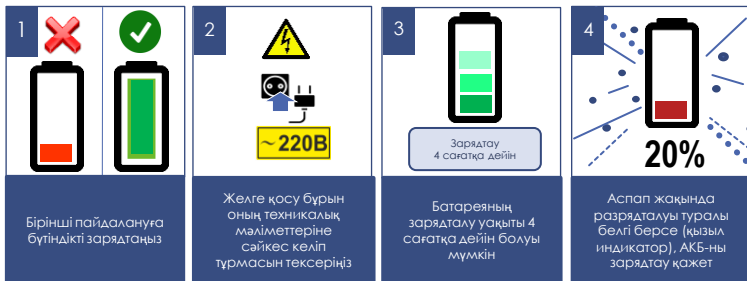 1
Бірінші пайдалануға
бүтіндікті зарядтаңыз
2
~220В
Желге қосу бұрын
оның техникалық
мәліметтеріне
сәйкес келіп
тұрмасын тексеріңіз
3
Зарядтау
4 сағатқа дейін
Батареяның
зарядталу уақыты 4
сағатқа дейін болуы
мүмкін
4
20%
Аспап жақында
разрядталуы туралы
белгі берсе (қызыл
индикатор), АКБ-ны
зарядтау қажет